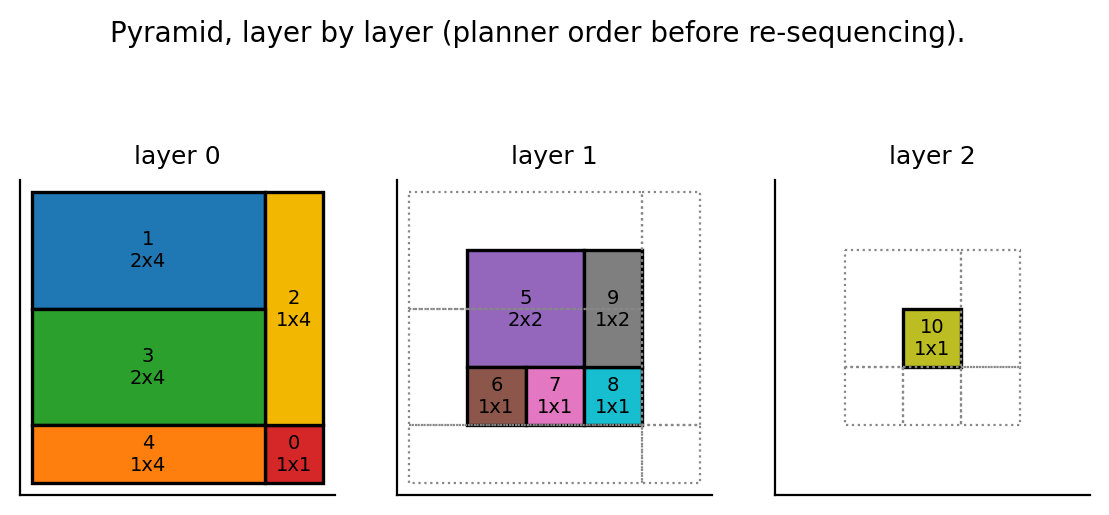 Pyramid, layer by layer (planner order before re-sequencing).
layer 0
1
2x4
2
1x4
3
2x4
4
1x4
0
1x1
layer 1
5
2x2
9
1x2
6
1x1
7
1x1
8
1x1
layer 2
10
1x1